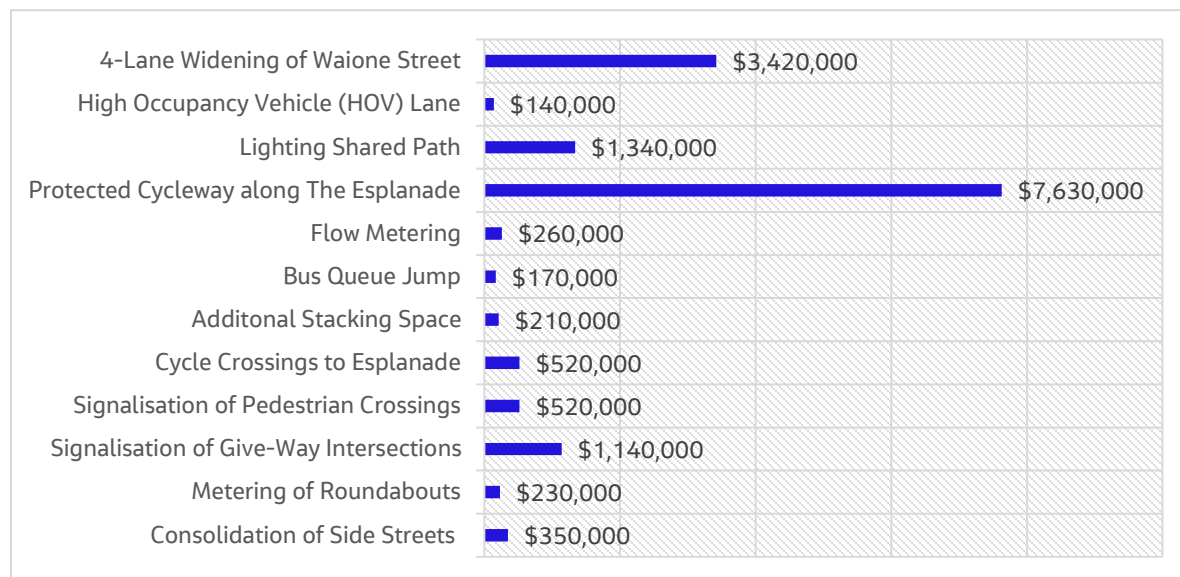 4-Lane Widening of Waione Street $3,420,000
High Occupancy Vehicle (HOV) Lane $140,000
Lighting Shared Path $1,340,000
Protected Cycleway along The Esplanade $7,630,000
Flow Metering $260,000
Bus Queue Jump $170,000
Additonal Stacking Space $210,000
Cycle Crossings to Esplanade $520,000
Signalisation of Pedestrian Crossings $520,000
Signalisation of Give-Way Intersections $1,140,000
Metering of Roundabouts $230,000
Consolidation of Side Streets $350,000